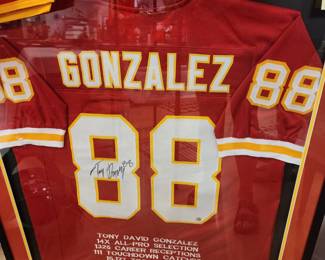 GONZALEZ
88
88
88
TONY DAVID GONZALEZ
14X ALL-PRO SELECTION
1325 CAREER RECEPTIONS
111 TOUCHDOWN CATCHES